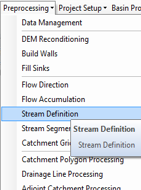 Preprocessing Project Setup Basin Pro
Data Management
DEM Reconditioning
Build Walls
Fill Sinks
Flow Direction
Flow Accumulation
Stream Definition
Stream Segme
Stream Definition
Catchment Gri
Stream Definition
Catchment Polygon Processing
Drainage Line Processing
Adjoint Catchment Processing